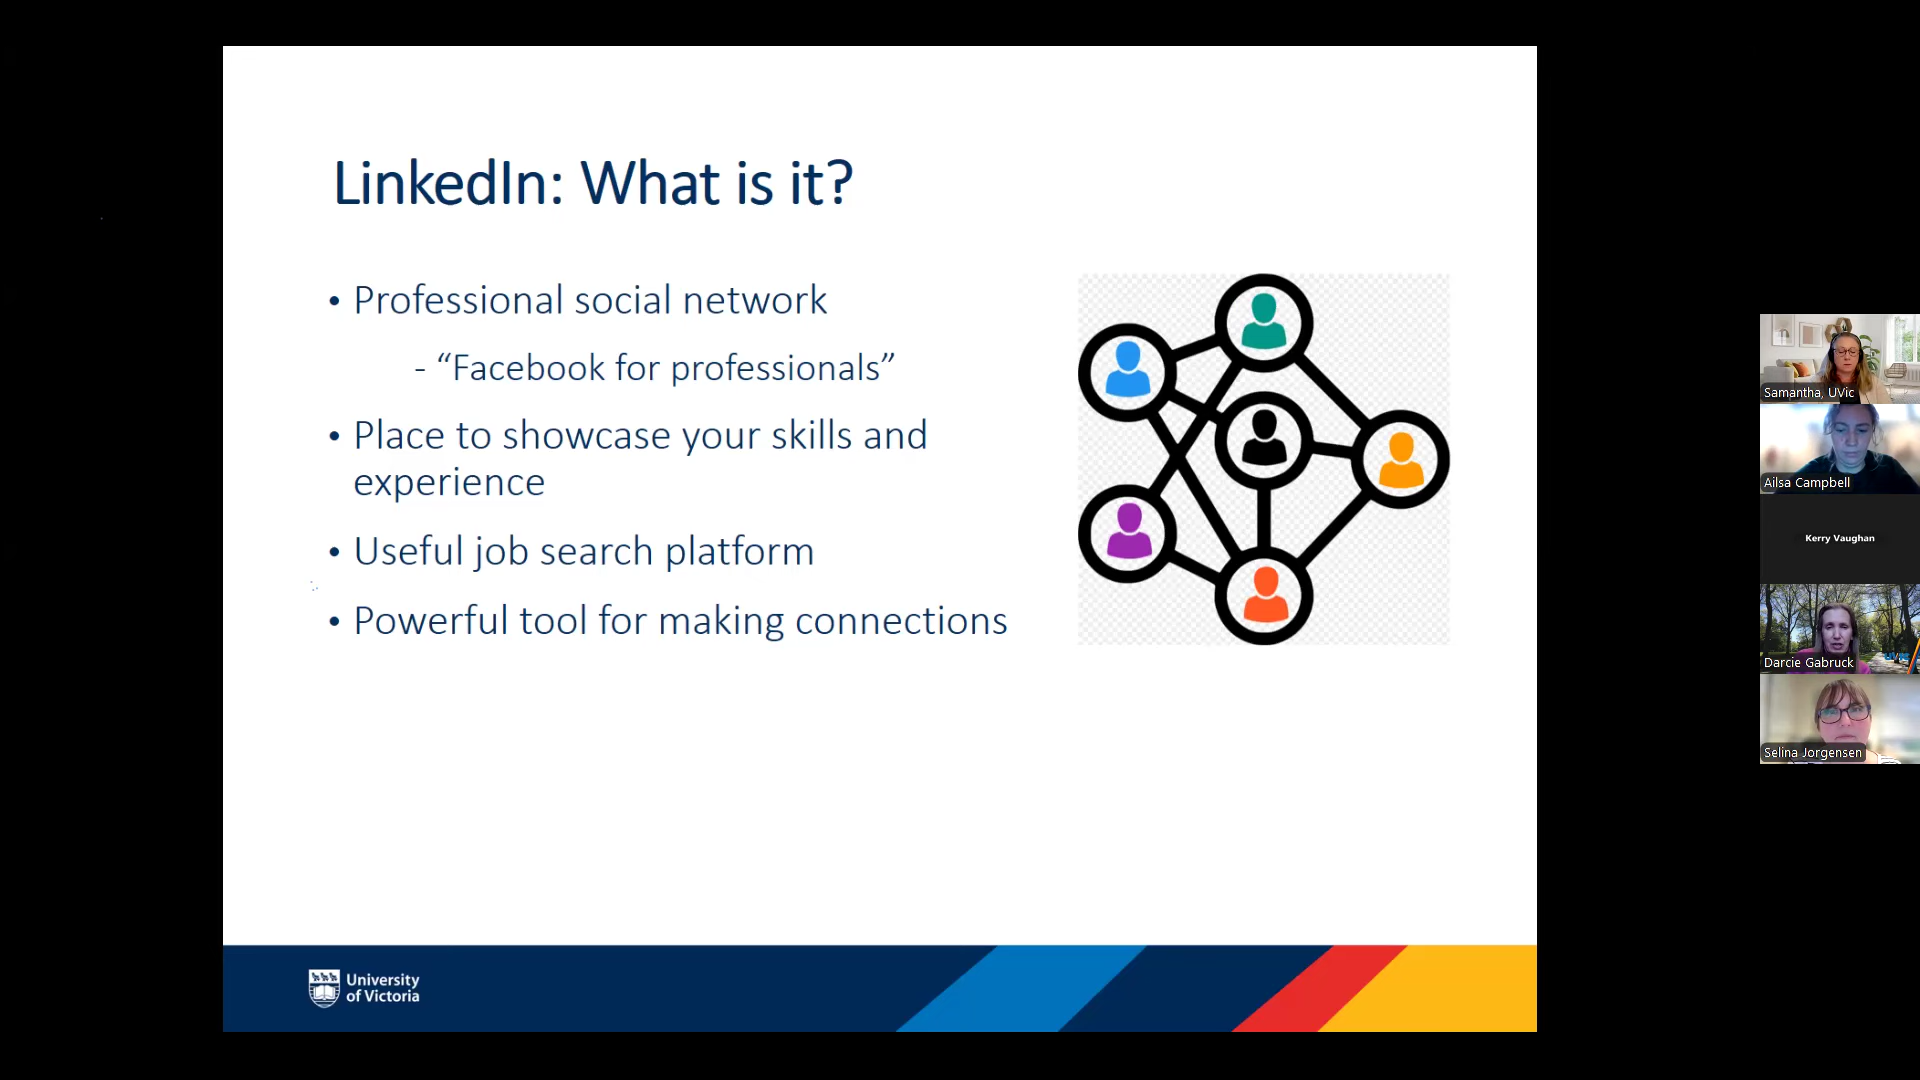 LinkedIn: What is it?
• Professional social network
- “Facebook for professionals”
• Place to showcase your skills and
experience
• Useful job search platform
• Powerful tool for making connections
University
of Victoria
Samantha, UVic
Ailsa Campbell
Kerry Vaughan
Darcie Gabruck
Selina Jorgensen